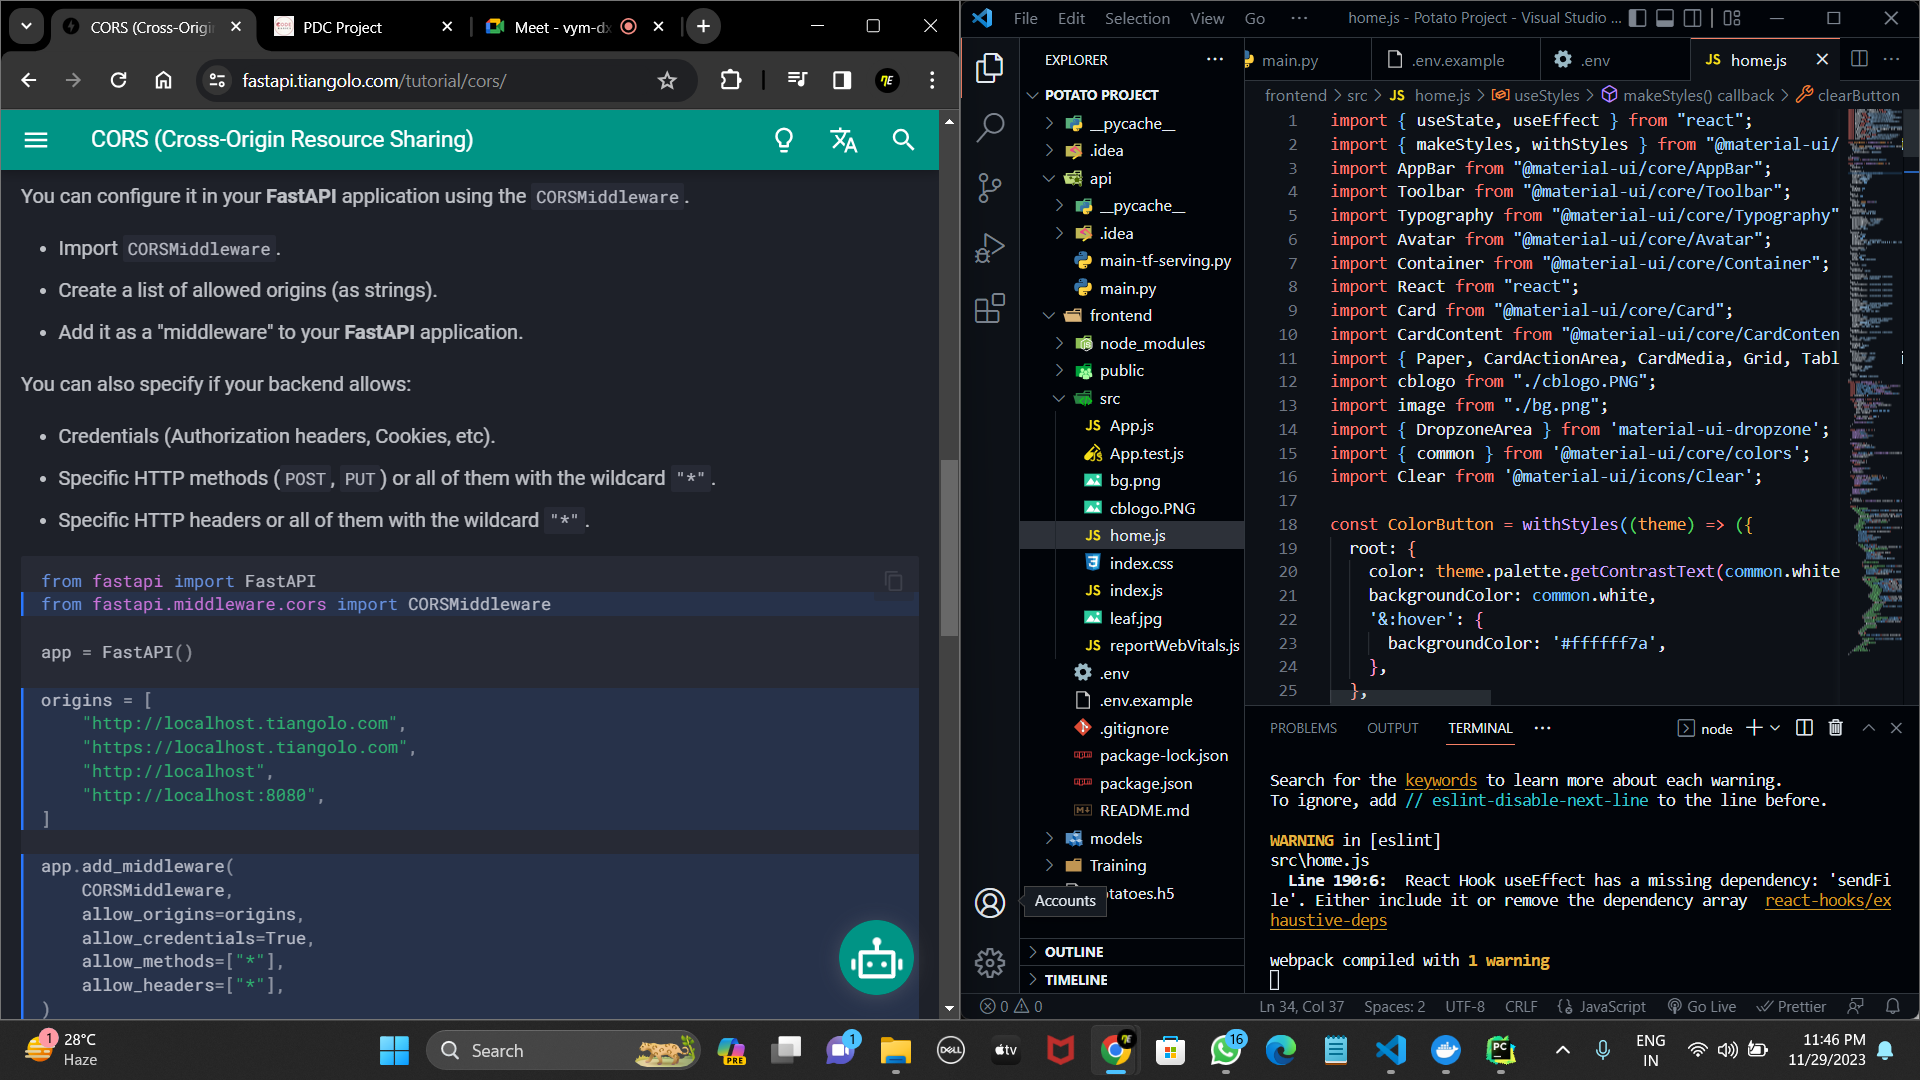 CORS (Cross-Origin
PDC Project
Meet - vym-dx
fastapi.tiangolo.com/tutorial/cors/
CORS (Cross-Origin Resource Sharing)
You can configure it in your FastAPI application using the CORSMiddleware.
• Import CORSMiddleware.
• Create a list of allowed origins (as strings).
• Add it as a "middleware" to your FastAPI application.
You can also specify if your backend allows:
• Credentials (Authorization headers, Cookies, etc).
• Specific HTTP methods (POST, PUT) or all of them with the wildcard "*".
• Specific HTTP headers or all of them with the wildcard "*".
from fastapi import FastAPI
from fastapi.middleware.cors import CORSMiddleware
app = FastAPI()
origins = [
"http://localhost.tiangolo.com",
"https://localhost.tiangolo.com",
"http://localhost",
"http://localhost:8080",
]
app.add_middleware(
CORSMiddleware,
allow_origins=origins,
allow_credentials=True,
allow_methods=["*"],
allow_headers=["*"],
)
File Edit Selection View Go ··· home.js - Potato Project - Visual Studio ...
EXPLORER ···
POTATO PROJECT
__pycache__
.idea
api
__pycache__
.idea
main-tf-serving.py
main.py
frontend
node_modules
public
src
JS App.js
App.test.js
bg.png
cblogo.PNG
JS home.js
index.css
JS index.js
leaf.jpg
JS reportWebVitals.js
.env
.env.example
.gitignore
package-lock.json
package.json
README.md
models
Training
otatoes.h5
Accounts
OUTLINE
TIMELINE
main.py
.env.example
.env
JS home.js
frontend > src > JS home.js > useStyles > makeStyles() callback > clearButton
1 import { useState, useEffect } from "react";
2 import { makeStyles, withStyles } from "@material-ui/
3 import AppBar from "@material-ui/core/AppBar";
4 import Toolbar from "@material-ui/core/Toolbar";
5 import Typography from "@material-ui/core/Typography"
6 import Avatar from "@material-ui/core/Avatar";
7 import Container from "@material-ui/core/Container";
8 import React from "react";
9 import Card from "@material-ui/core/Card";
10 import CardContent from "@material-ui/core/CardConten
11 import { Paper, CardActionArea, CardMedia, Grid, Tabl
12 import cblogo from "./cblogo.PNG";
13 import image from "./bg.png";
14 import { DropzoneArea } from 'material-ui-dropzone';
15 import { common } from '@material-ui/core/colors';
16 import Clear from '@material-ui/icons/Clear';
17
18 const ColorButton = withStyles((theme) => ({
19 root: {
20 color: theme.palette.getContrastText(common.white
21 backgroundColor: common.white,
22 '&:hover': {
23 backgroundColor: '#ffffff7a',
24 },
25 },
PROBLEMS OUTPUT TERMINAL ··· node
Search for the keywords to learn more about each warning.
To ignore, add // eslint-disable-next-line to the line before.
WARNING in [eslint]
src\home.js
Line 190:6: React Hook useEffect has a missing dependency: 'sendFi
le'. Either include it or remove the dependency array react-hooks/ex
haustive-deps
webpack compiled with 1 warning
0 0 Ln 34, Col 37 Spaces: 2 UTF-8 CRLF {} JavaScript Go Live Prettier
1
28°C
Haze
Search
PRE
1
DELL
tv
16
PC
ENG
IN
11:46 PM
11/29/2023